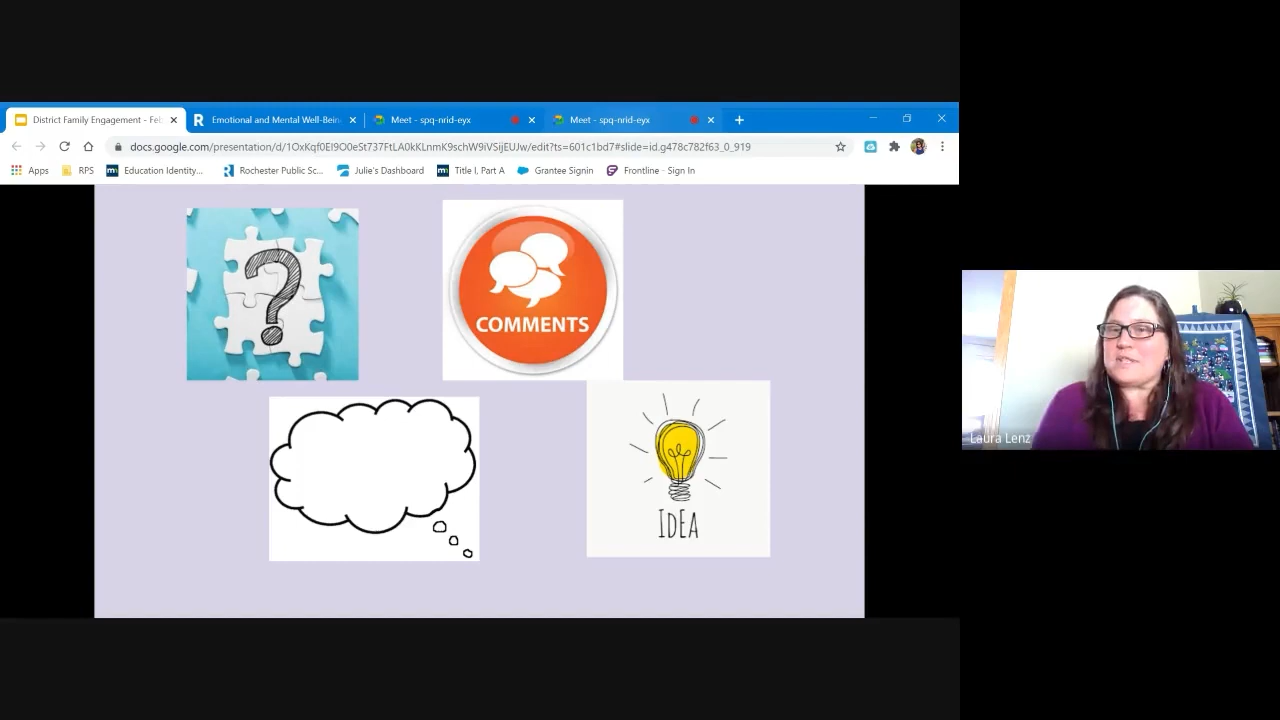 District Family Engagement - Feb
Emotional and Mental Well-Bein
Meet - spq-nrid-eyx
Meet - spq-nrid-eyx
docs.google.com/presentation/d/1OxKqf0EI9O0eSt737FtLA0kKLnmK9schW9iVSijEUJw/edit?ts=601c1bd7#slide=id.g478c782f63_0_919
Apps
RPS
Education Identity...
Rochester Public Sc...
Julie's Dashboard
Title I, Part A
Grantee Signin
Frontline - Sign In
?
COMMENTS
IDEA
Laura Lenz